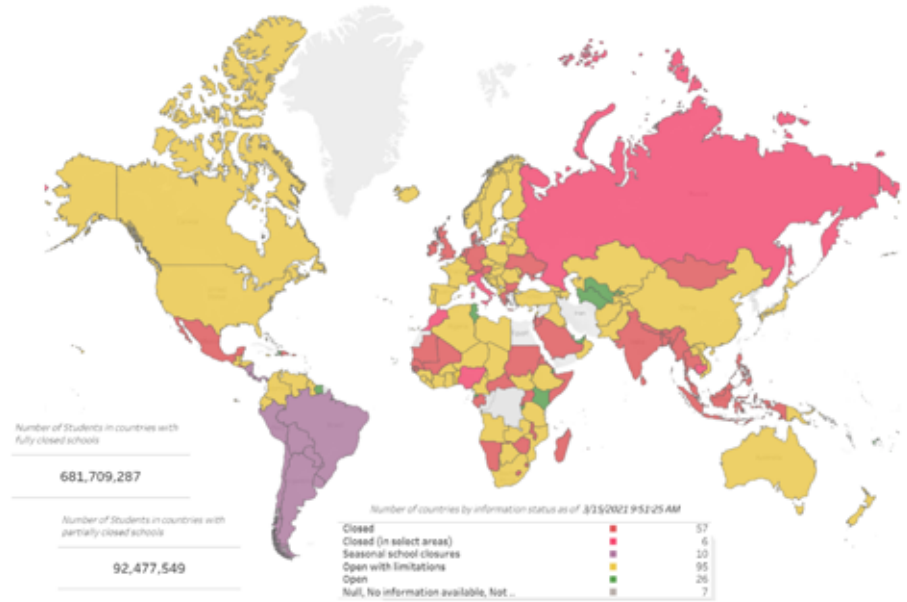 Number of Students in countries with
fully closed schools
681,709,287
Number of Students in countries with
partially closed schools
92,477,549
Number of countries by information status as of 3/15/2021 9:51:25 AM
Closed 57
Closed (in select areas) 6
Seasonal school closures 10
Open with limitations 95
Open 26
Null, No information available, Not .. 7